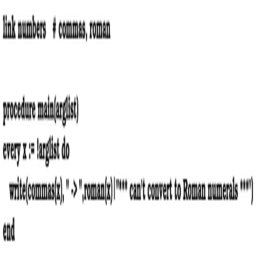 link numbers # commas, roman
procedure main(arglist)
every x := !arglist do
write(commas(x), " -> ",roman(x)|"*** can't convert to Roman numerals ***")
end